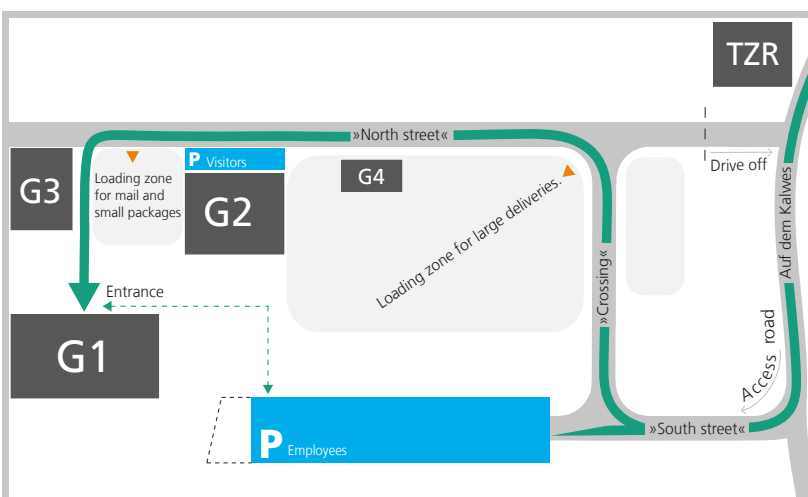 TZR
»North street«
Drive off
P Visitors
G3
Loading zone
for mail and
small packages
G2
G4
Loading zone for large deliveries.
Auf dem Kalwes
»Crossing«
Entrance
G1
Access road
P Employees
»South street«